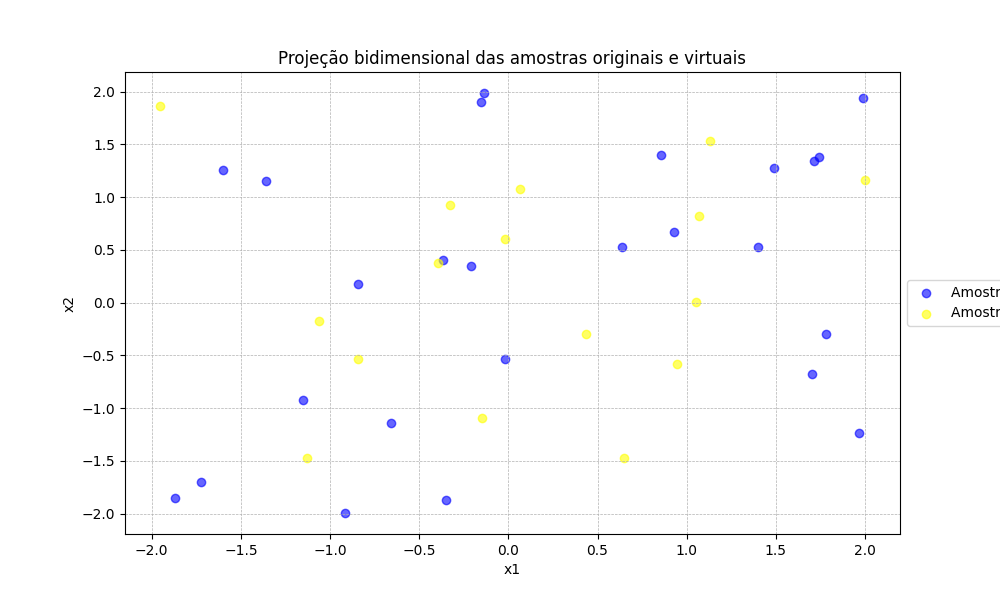 Projeção bidimensional das amostras originais e virtuais
2.0
1.5
1.0
0.5
0.0
−0.5
−1.0
−1.5
−2.0
x2
−2.0 −1.5 −1.0 −0.5 0.0 0.5 1.0 1.5 2.0
x1
Amostr
Amostr